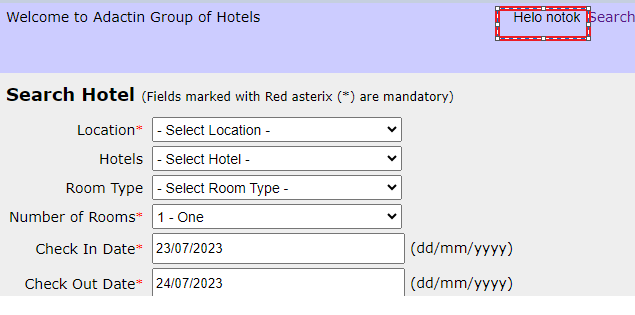 Welcome to Adactin Group of Hotels Helo notok Search
Search Hotel (Fields marked with Red asterix (*) are mandatory)
Location* - Select Location -
Hotels - Select Hotel -
Room Type - Select Room Type -
Number of Rooms* 1 - One
Check In Date* 23/07/2023 (dd/mm/yyyy)
Check Out Date* 24/07/2023 (dd/mm/yyyy)